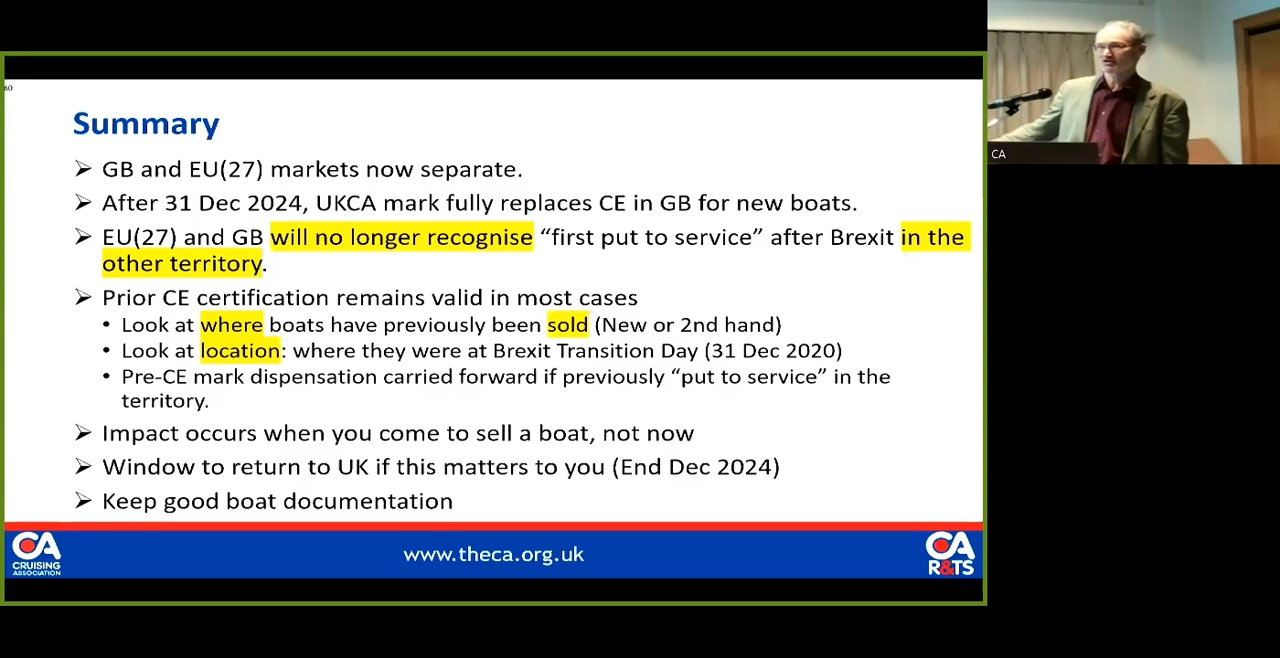 60
Summary
➢ GB and EU(27) markets now separate.
➢ After 31 Dec 2024, UKCA mark fully replaces CE in GB for new boats.
➢ EU(27) and GB will no longer recognise “first put to service” after Brexit in the
other territory.
➢ Prior CE certification remains valid in most cases
• Look at where boats have previously been sold (New or 2nd hand)
• Look at location: where they were at Brexit Transition Day (31 Dec 2020)
• Pre-CE mark dispensation carried forward if previously “put to service” in the
territory.
➢ Impact occurs when you come to sell a boat, not now
➢ Window to return to UK if this matters to you (End Dec 2024)
➢ Keep good boat documentation
CA
CRUISING
ASSOCIATION
www.theca.org.uk
CA
R&TS
CA